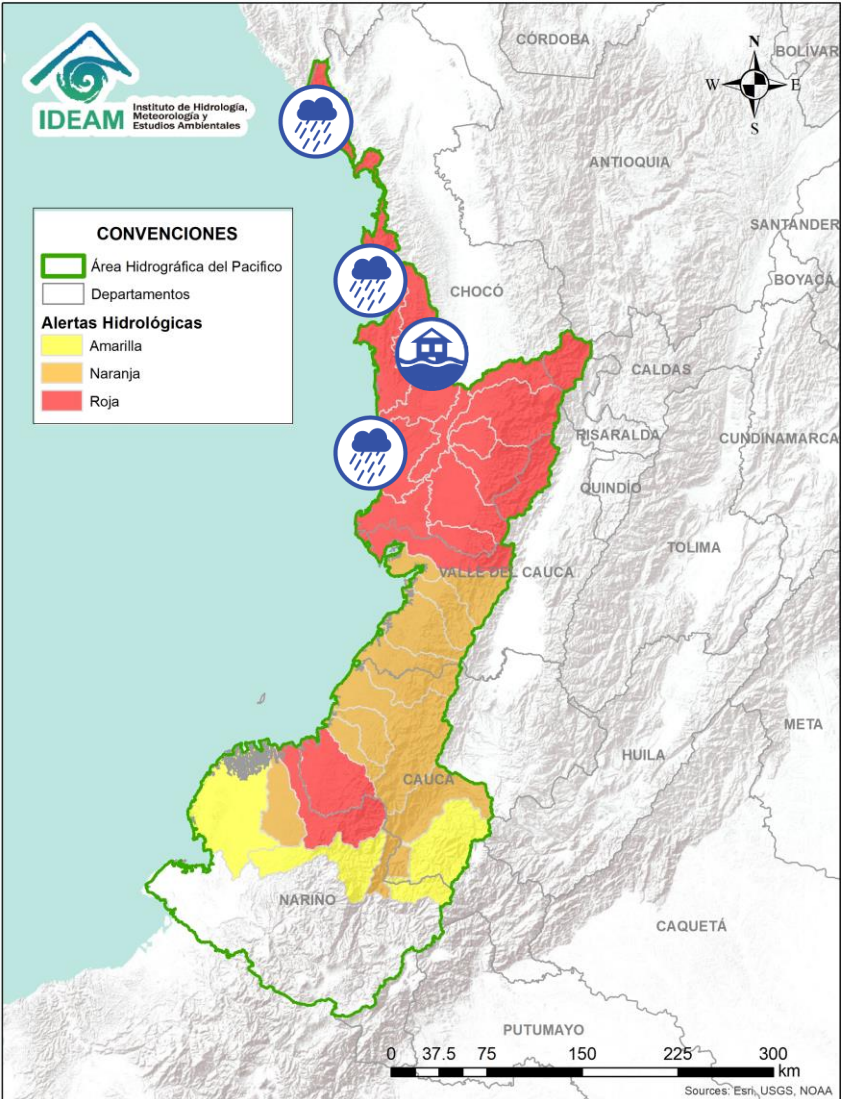 IDEAM
Instituto de Hidrología,
Meteorología y
Estudios Ambientales
CONVENCIONES
Área Hidrográfica del Pacifico
Departamentos
Alertas Hidrológicas
Amarilla
Naranja
Roja
N
W
E
S
CÓRDOBA
BOLÍVAR
ANTIOQUIA
SANTANDER
BOYACÁ
CHOCÓ
CALDAS
RISARALDA
CUNDINAMARCA
QUINDÍO
TOLIMA
VALLE DEL CAUCA
META
HUILA
CAUCA
NARIÑO
CAQUETÁ
PUTUMAYO
0 37.5 75 150 225 300
km
Sources: Esri, USGS, NOAA